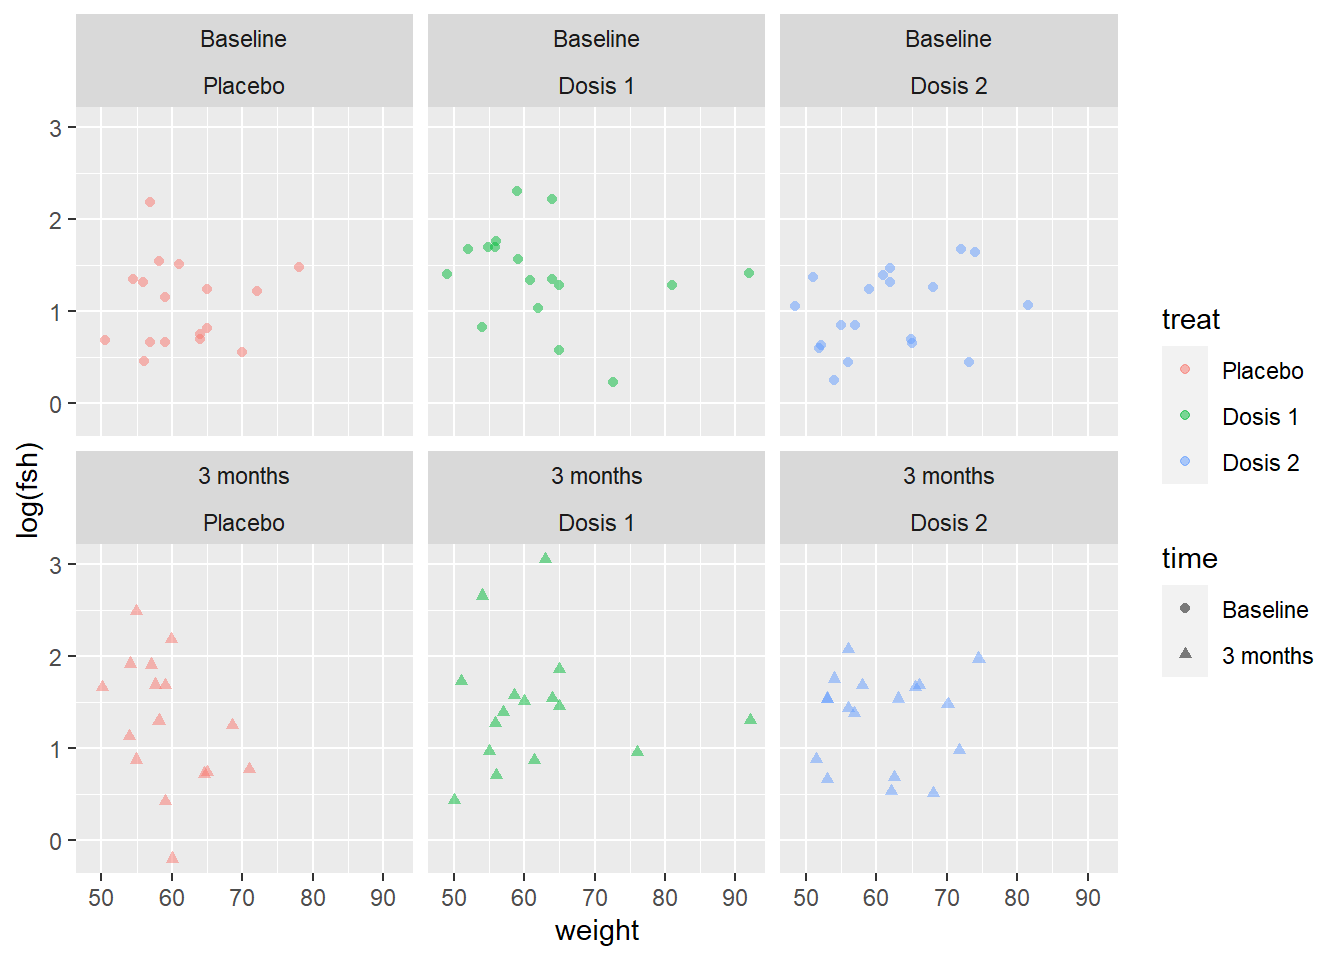 Baseline
Placebo
Baseline
Dosis 1
Baseline
Dosis 2
3
2
1
0
log(fsh)
3 months
Placebo
3 months
Dosis 1
3 months
Dosis 2
3
2
1
0
50 60 70 80 90
50 60 70 80 90
50 60 70 80 90
weight
treat
Placebo
Dosis 1
Dosis 2
time
Baseline
3 months